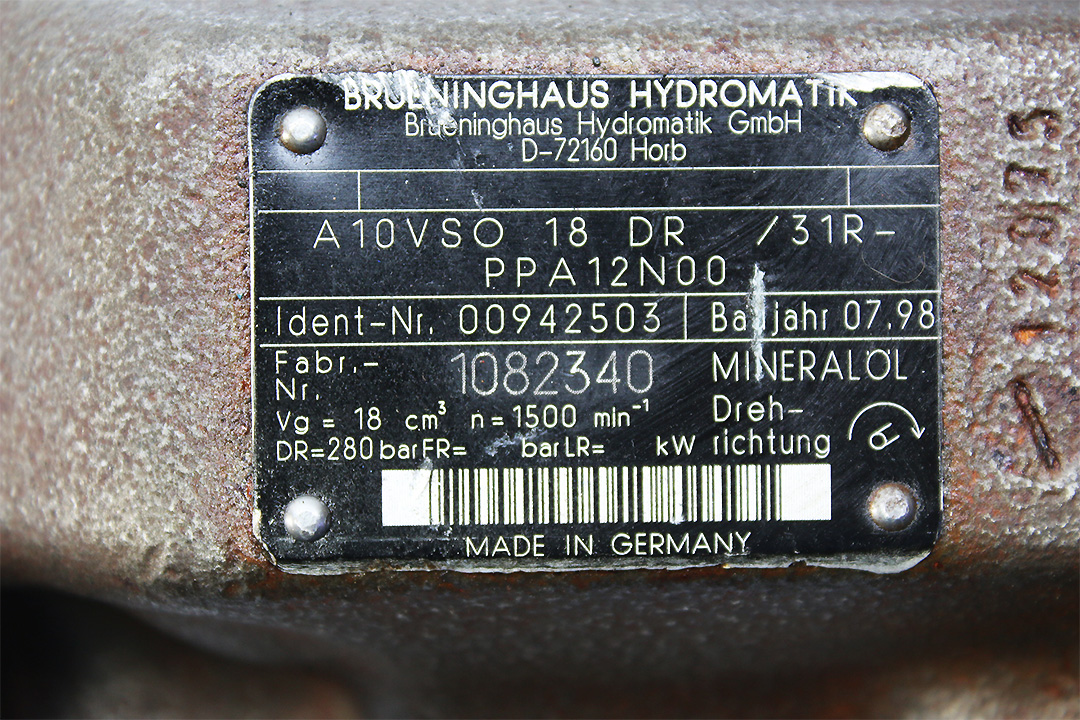 BRUENINGHAUS HYDROMATIK
Brueninghaus Hydromatik GmbH
D-72160 Horb
A10VSO 18 DR /31R-
PPA12N00
Ident-Nr. 00942503 Baujahr 07.98
Fabr.-
Nr. 1082340 MINERALÖL
Vg = 18 cm³ n = 1500 min⁻¹
DR=280 bar FR= bar LR= kW
Dreh-
richtung
MADE IN GERMANY